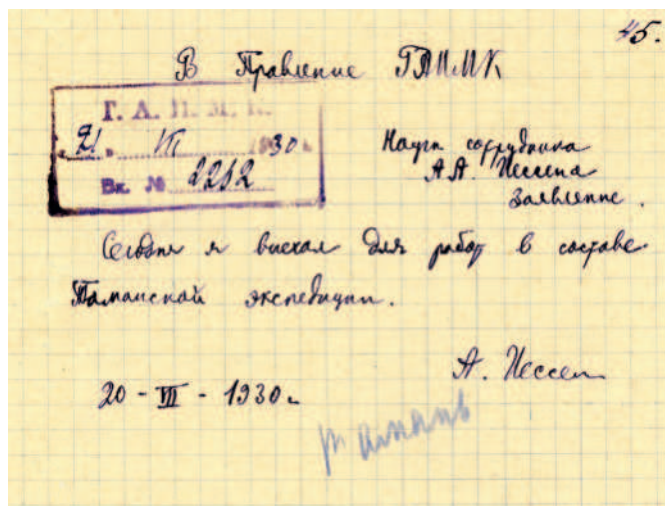 45.
В Правление ГАИМК
Г. А. И. М. К.
"21" VII 1930 г.
Вх. № 2212
Научн. сотрудника
А.А. Иессена
Заявление.
Сегодня я выехал для работ в составе
Таманской экспедиции.
А. Иессен
20 - VII - 1930 г.
Тамань